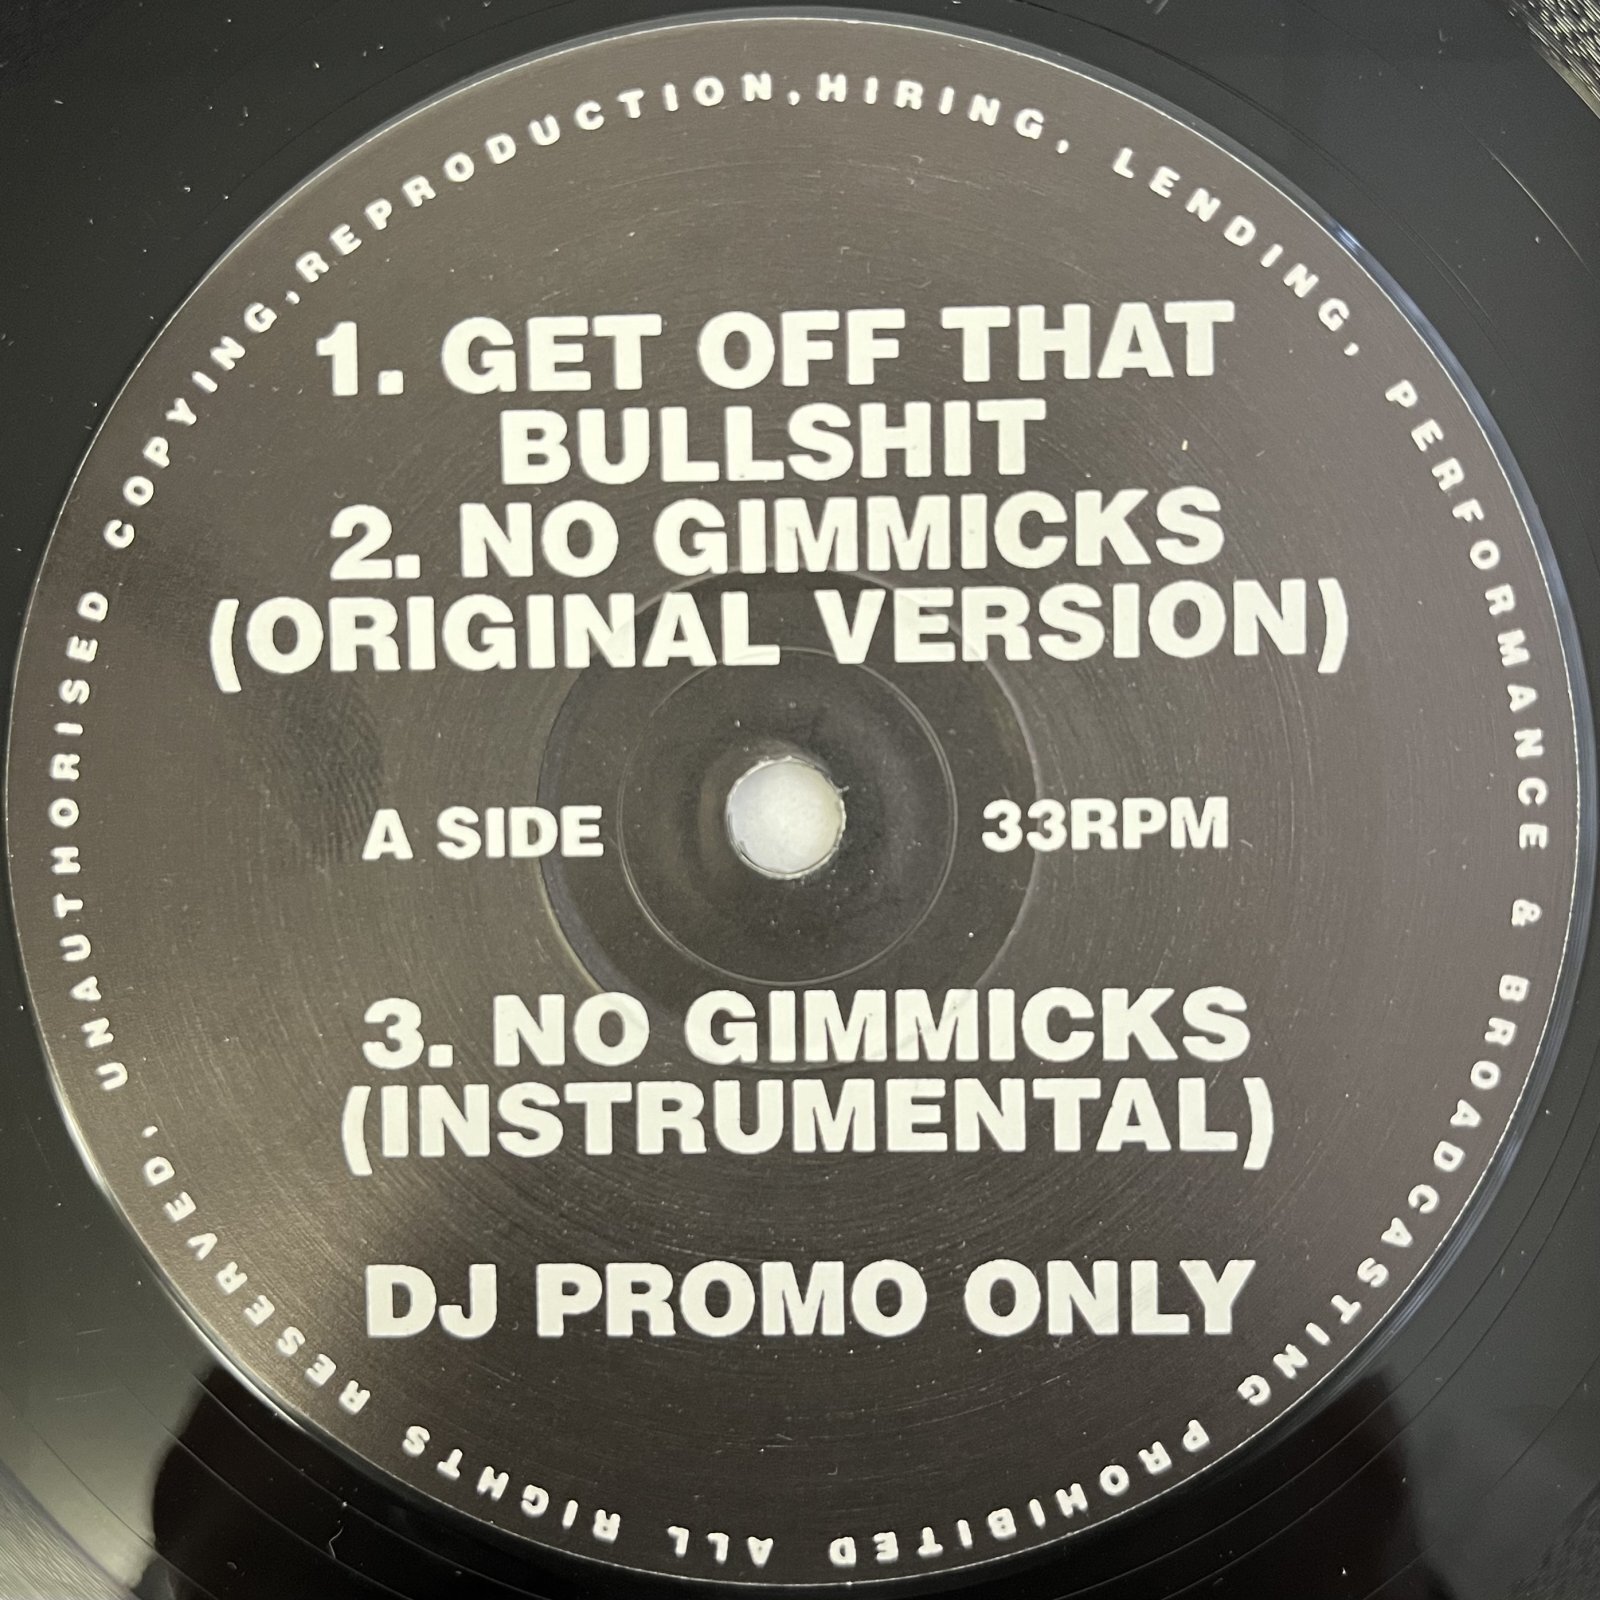 UNAUTHORISED COPYING,REPRODUCTION,HIRING, LENDING, PERFORMANCE & BROADCASTING PROHIBITED ALL RIGHTS RESERVED.
1. GET OFF THAT
BULLSHIT
2. NO GIMMICKS
(ORIGINAL VERSION)
A SIDE 33RPM
3. NO GIMMICKS
(INSTRUMENTAL)
DJ PROMO ONLY